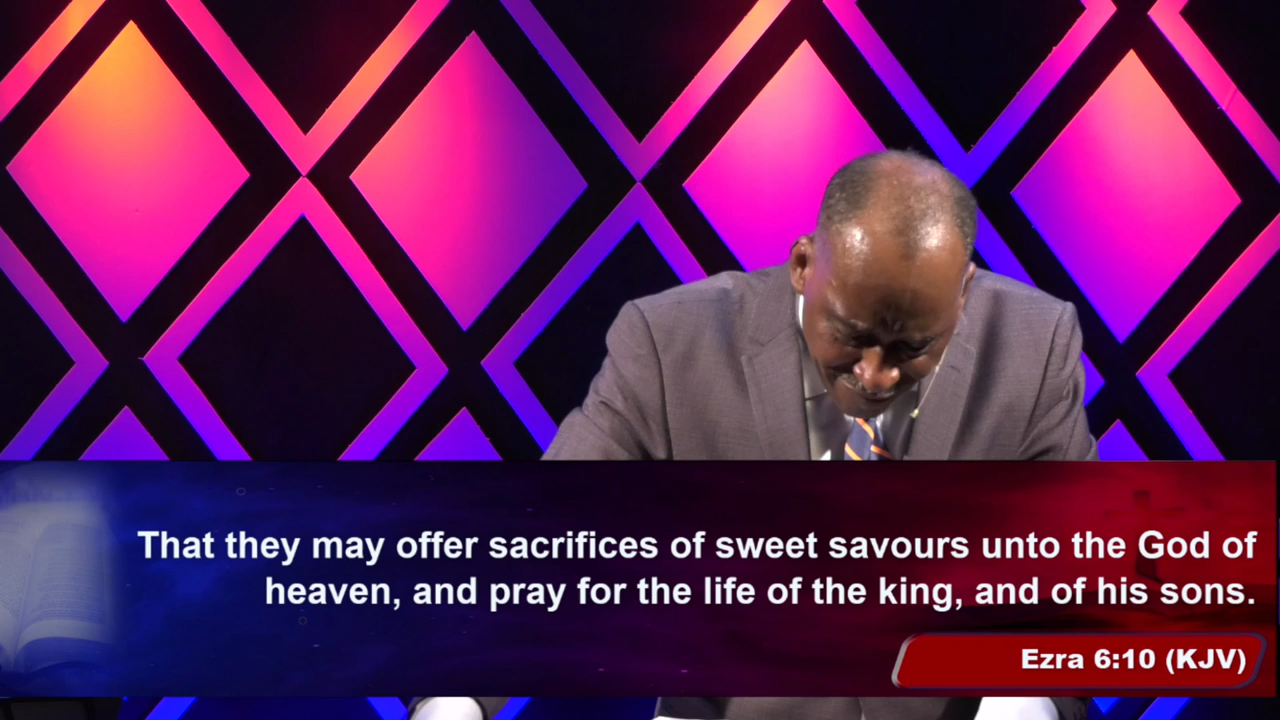 That they may offer sacrifices of sweet savours unto the God of
heaven, and pray for the life of the king, and of his sons.
Ezra 6:10 (KJV)